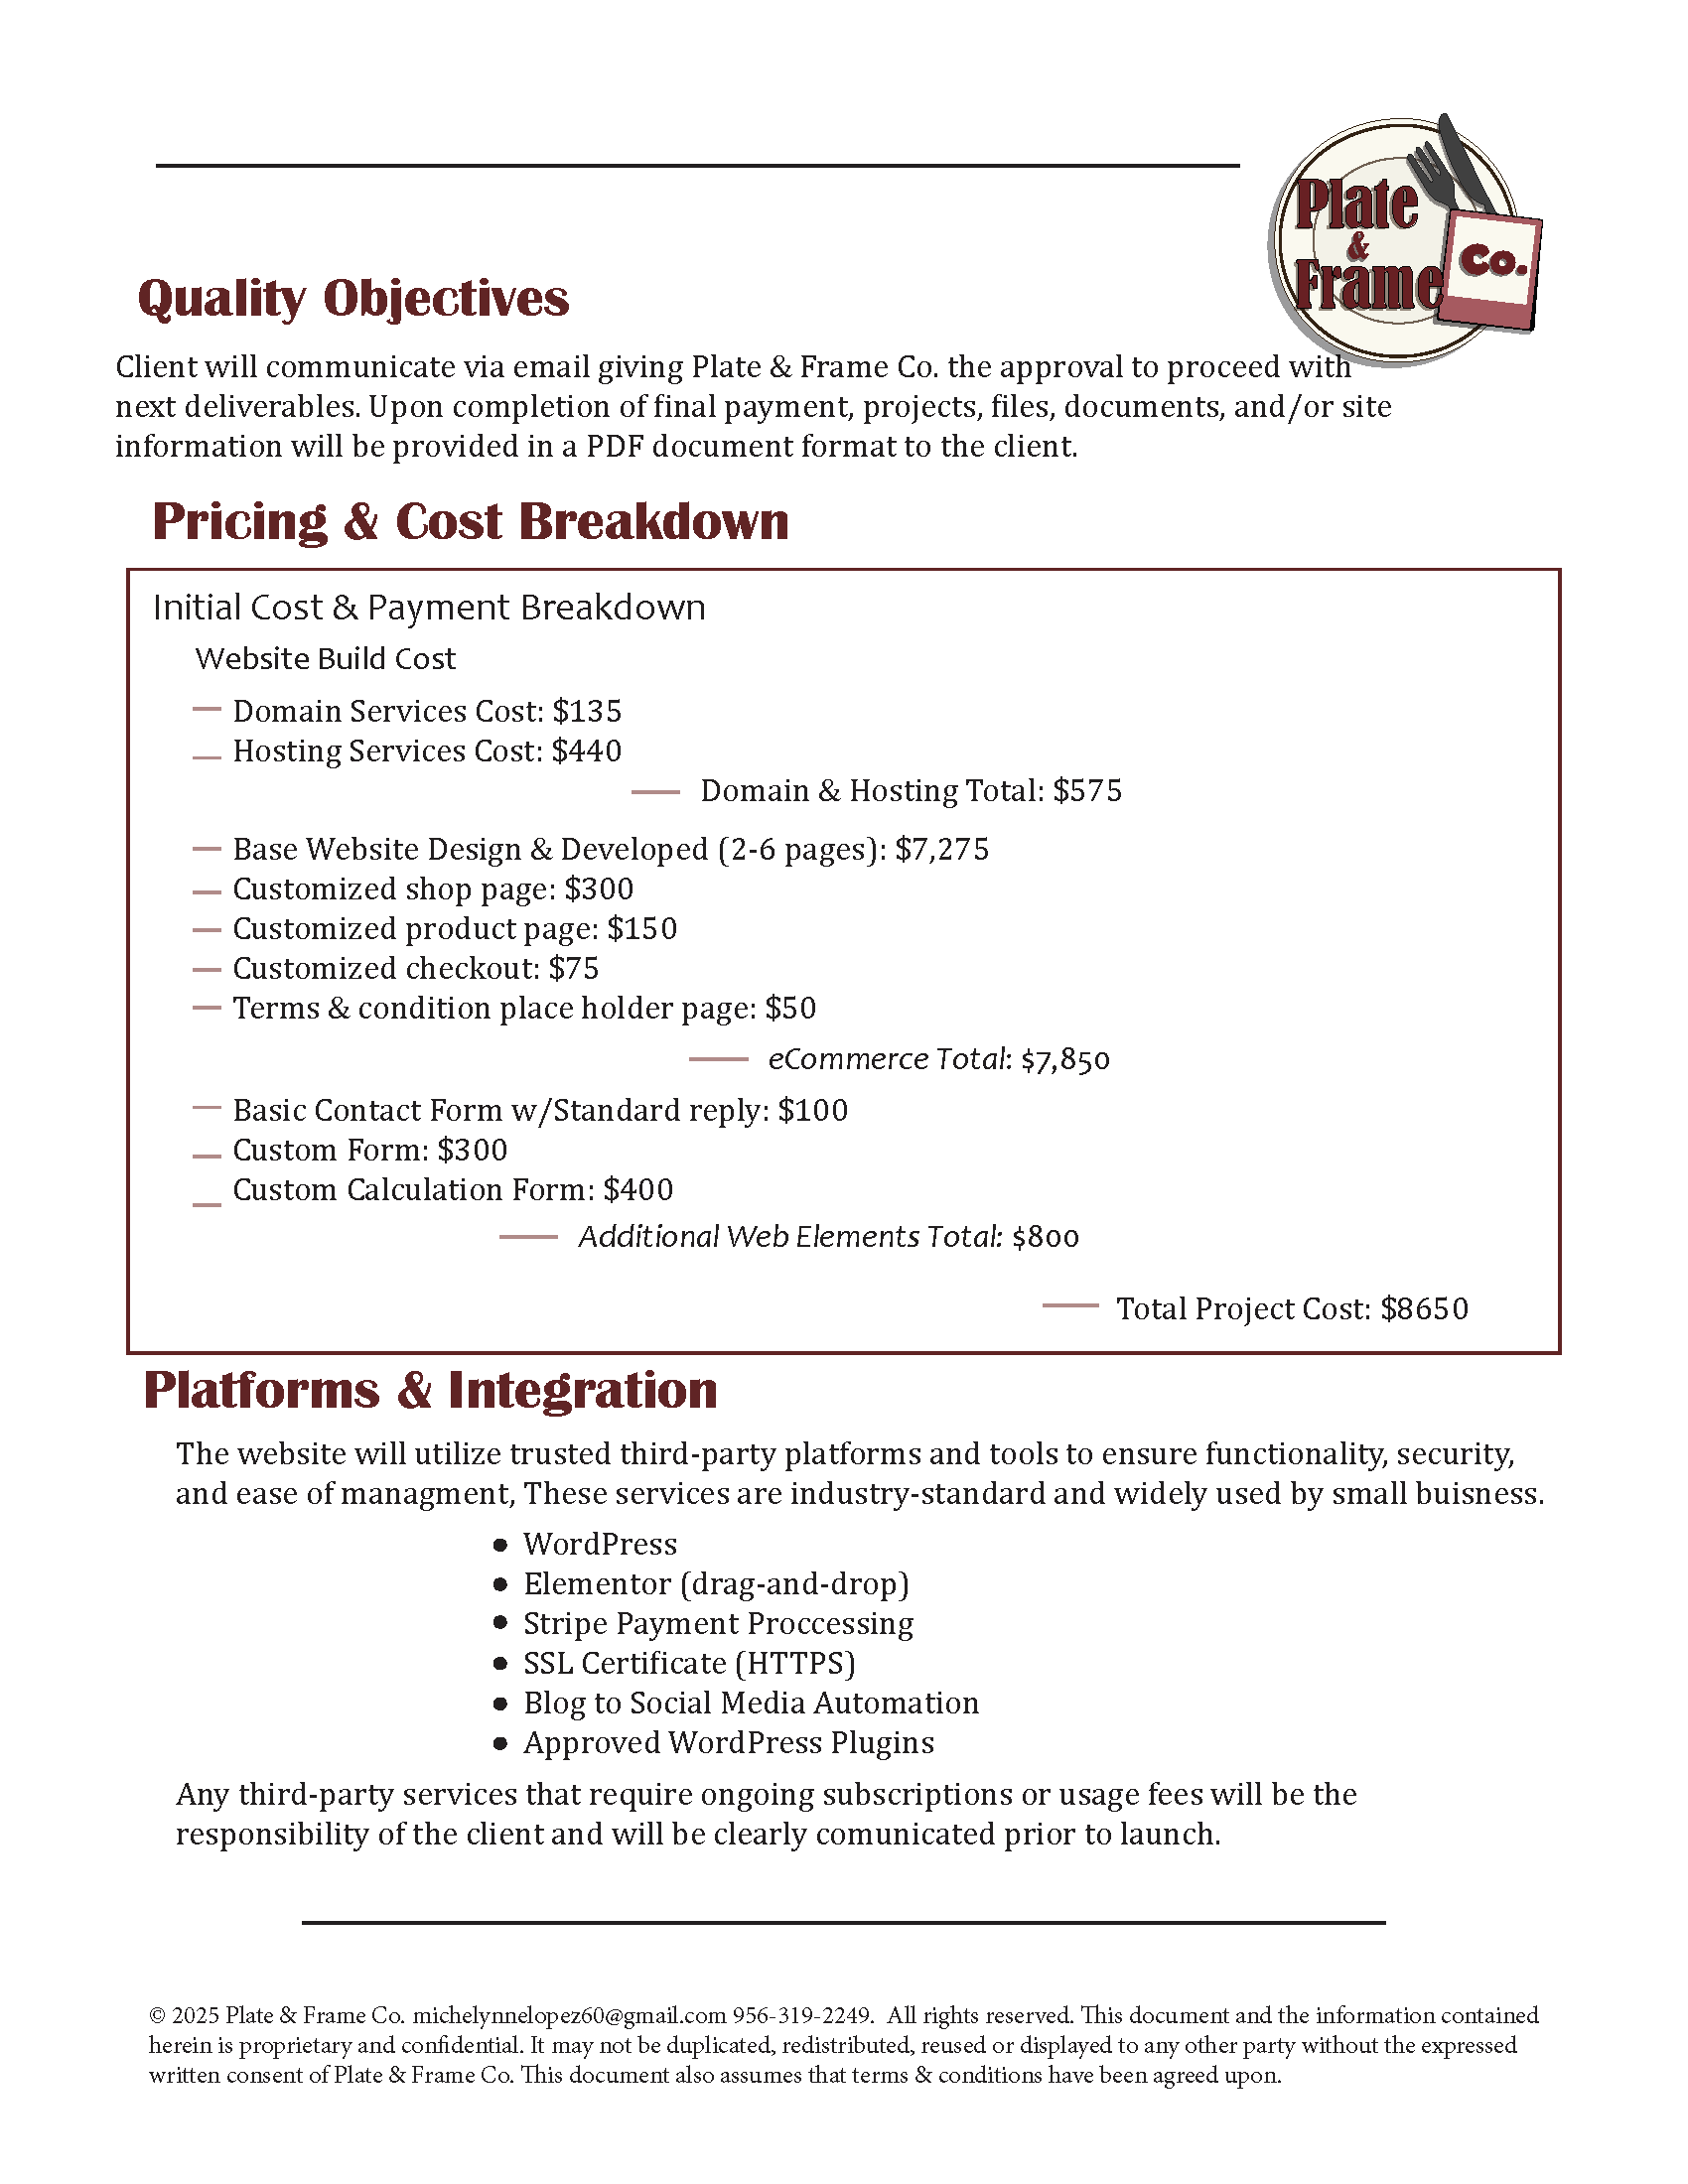 Plate
&
Frame
Co.
Quality Objectives
Client will communicate via email giving Plate & Frame Co. the approval to proceed with
next deliverables. Upon completion of final payment, projects, files, documents, and/or site
information will be provided in a PDF document format to the client.
Pricing & Cost Breakdown
Initial Cost & Payment Breakdown
Website Build Cost
— Domain Services Cost: $135
— Hosting Services Cost: $440
— Domain & Hosting Total: $575
— Base Website Design & Developed (2-6 pages): $7,275
— Customized shop page: $300
— Customized product page: $150
— Customized checkout: $75
— Terms & condition place holder page: $50
— eCommerce Total: $7,850
— Basic Contact Form w/Standard reply: $100
— Custom Form: $300
— Custom Calculation Form: $400
— Additional Web Elements Total: $800
— Total Project Cost: $8650
Platforms & Integration
The website will utilize trusted third-party platforms and tools to ensure functionality, security,
and ease of managment, These services are industry-standard and widely used by small buisness.
• WordPress
• Elementor (drag-and-drop)
• Stripe Payment Proccessing
• SSL Certificate (HTTPS)
• Blog to Social Media Automation
• Approved WordPress Plugins
Any third-party services that require ongoing subscriptions or usage fees will be the
responsibility of the client and will be clearly comunicated prior to launch.
© 2025 Plate & Frame Co. michelynnelopez60@gmail.com 956-319-2249. All rights reserved. This document and the information contained
herein is proprietary and confidential. It may not be duplicated, redistributed, reused or displayed to any other party without the expressed
written consent of Plate & Frame Co. This document also assumes that terms & conditions have been agreed upon.